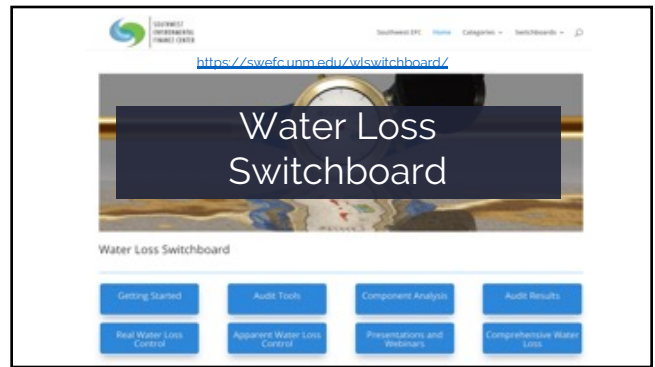 SOUTHWEST
ENVIRONMENTAL
FINANCE CENTER
Southwest EFC Home Categories Switchboards
https://swefc.unm.edu/wlswitchboard/
Water Loss
Switchboard
Water Loss Switchboard
Getting Started
Audit Tools
Component Analysis
Audit Results
Real Water Loss
Control
Apparent Water Loss
Control
Presentations and
Webinars
Comprehensive Water
Loss